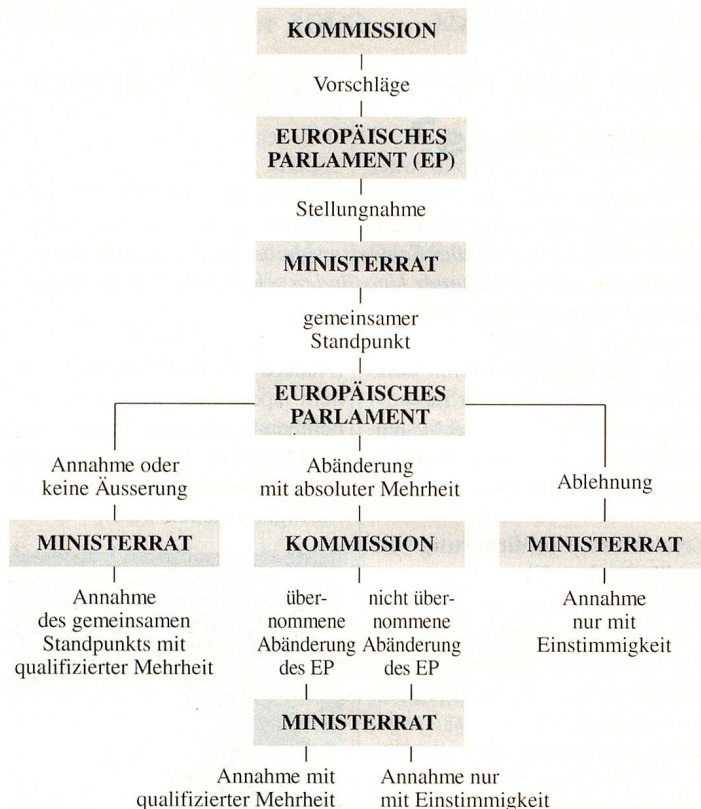 KOMMISSION
Vorschläge
EUROPÄISCHES
PARLAMENT (EP)
Stellungnahme
MINISTERRAT
gemeinsamer
Standpunkt
EUROPÄISCHES
PARLAMENT
Annahme oder
keine Äusserung
MINISTERRAT
Annahme
des gemeinsamen
Standpunkts mit
qualifizierter Mehrheit
Abänderung
mit absoluter Mehrheit
KOMMISSION
über-
nommene
Abänderung
des EP
nicht über-
nommene
Abänderung
des EP
MINISTERRAT
Annahme mit
qualifizierter Mehrheit
Annahme nur
mit Einstimmigkeit
Ablehnung
MINISTERRAT
Annahme
nur mit
Einstimmigkeit